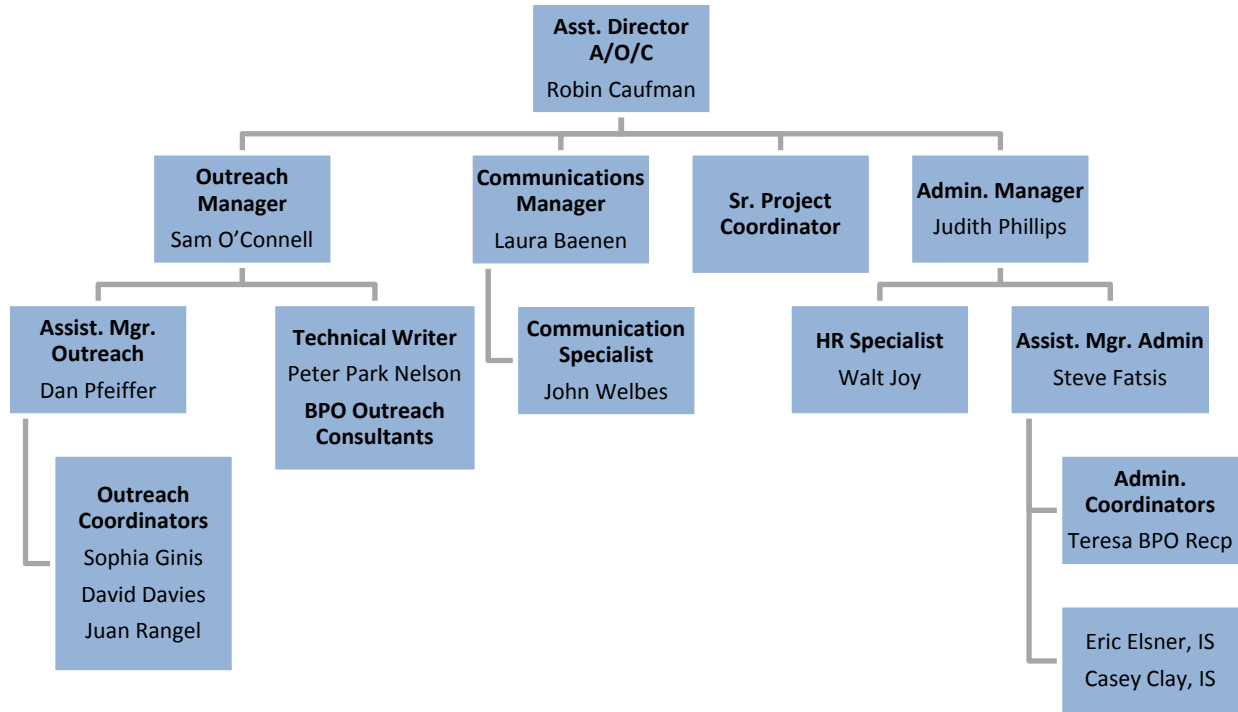 Asst. Director
A/O/C
Robin Caufman
Outreach
Manager
Sam O’Connell
Communications
Manager
Laura Baenen
Sr. Project
Coordinator
Admin. Manager
Judith Phillips
Assist. Mgr.
Outreach
Dan Pfeiffer
Technical Writer
Peter Park Nelson
BPO Outreach
Consultants
Communication
Specialist
John Welbes
HR Specialist
Walt Joy
Assist. Mgr. Admin
Steve Fatsis
Outreach
Coordinators
Sophia Ginis
David Davies
Juan Rangel
Admin.
Coordinators
Teresa BPO Recp
Eric Elsner, IS
Casey Clay, IS